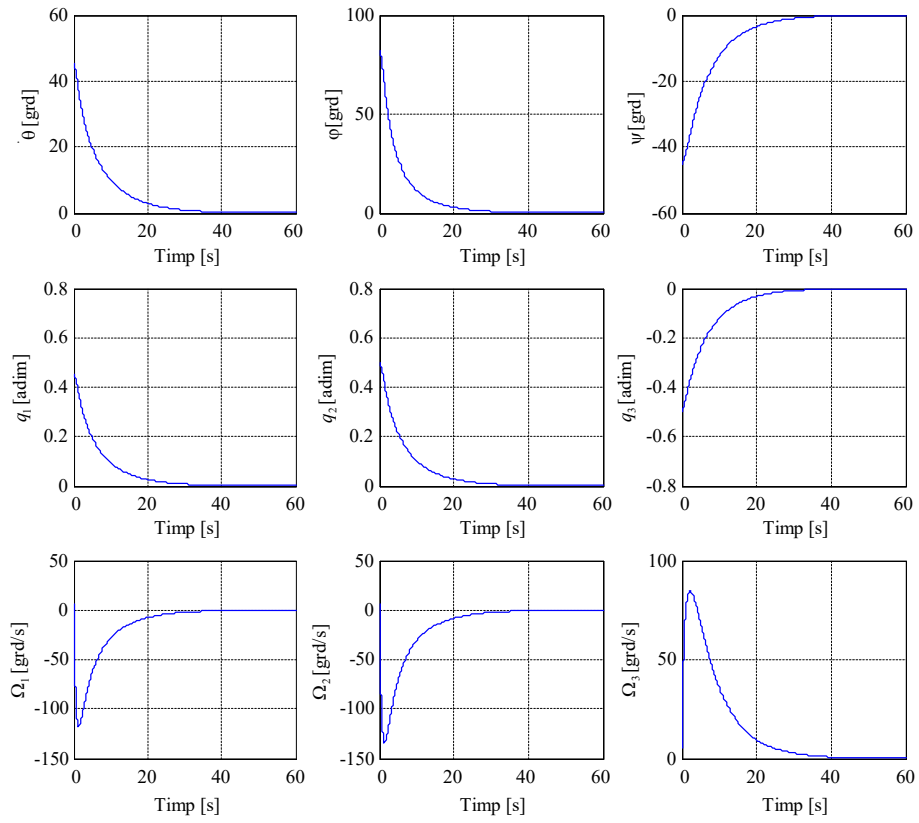 60
40
20
0
θ [grd]
0 20 40 60
Timp [s]
100
50
0
φ [grd]
0 20 40 60
Timp [s]
0
-20
-40
-60
ψ [grd]
0 20 40 60
Timp [s]
0.8
0.6
0.4
0.2
0
q1 [adim]
0 20 40 60
Timp [s]
0.8
0.6
0.4
0.2
0
q2 [adim]
0 20 40 60
Timp [s]
0
-0.2
-0.4
-0.6
-0.8
q3 [adim]
0 20 40 60
Timp [s]
50
0
-50
-100
-150
Ω1 [grd/s]
0 20 40 60
Timp [s]
50
0
-50
-100
-150
Ω2 [grd/s]
0 20 40 60
Timp [s]
100
50
0
Ω3 [grd/s]
0 20 40 60
Timp [s]